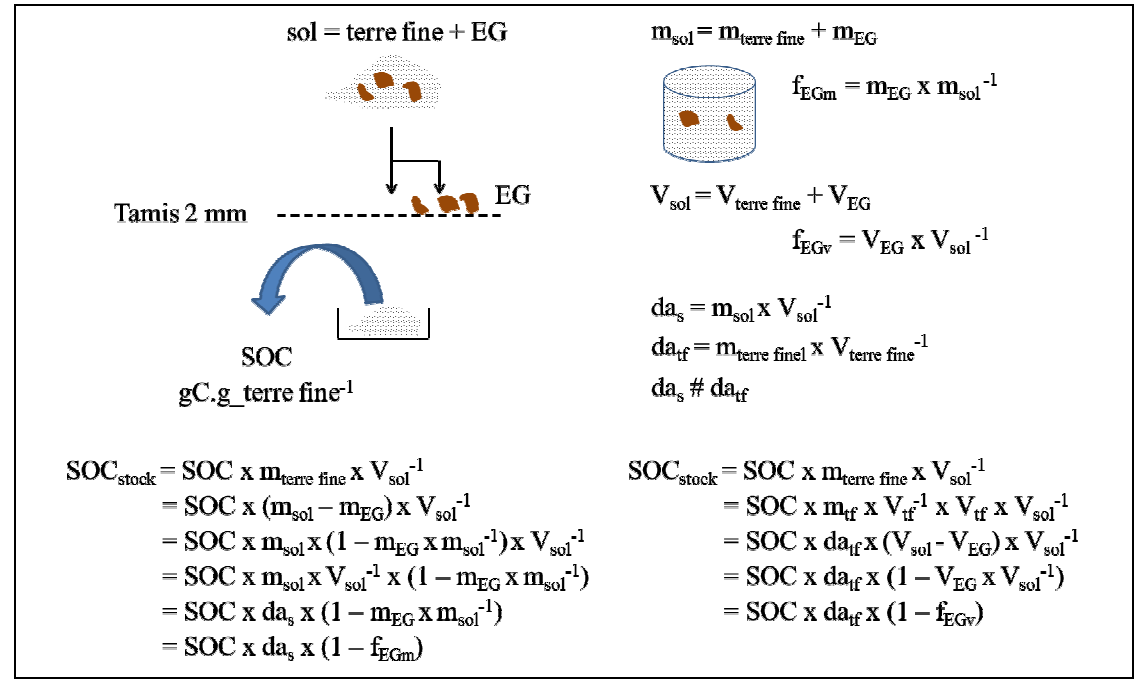 sol = terre fine + EG
EG
Tamis 2 mm
SOC
gC.g_terre fine⁻¹
m_sol = m_terre fine + m_EG
f_EGm = m_EG x m_sol⁻¹
V_sol = V_terre fine + V_EG
f_EGv = V_EG x V_sol⁻¹
da_s = m_sol x V_sol⁻¹
da_tf = m_terre finel x V_terre fine⁻¹
da_s # da_tf
SOC_stock = SOC x m_terre fine x V_sol⁻¹
= SOC x (m_sol – m_EG) x V_sol⁻¹
= SOC x m_sol x (1 – m_EG x m_sol⁻¹) x V_sol⁻¹
= SOC x m_sol x V_sol⁻¹ x (1 – m_EG x m_sol⁻¹)
= SOC x da_s x (1 – m_EG x m_sol⁻¹)
= SOC x da_s x (1 – f_EGm)
SOC_stock = SOC x m_terre fine x V_sol⁻¹
= SOC x m_tf x V_tf⁻¹ x V_tf x V_sol⁻¹
= SOC x da_tf x (V_sol - V_EG) x V_sol⁻¹
= SOC x da_tf x (1 – V_EG x V_sol⁻¹)
= SOC x da_tf x (1 – f_EGv)